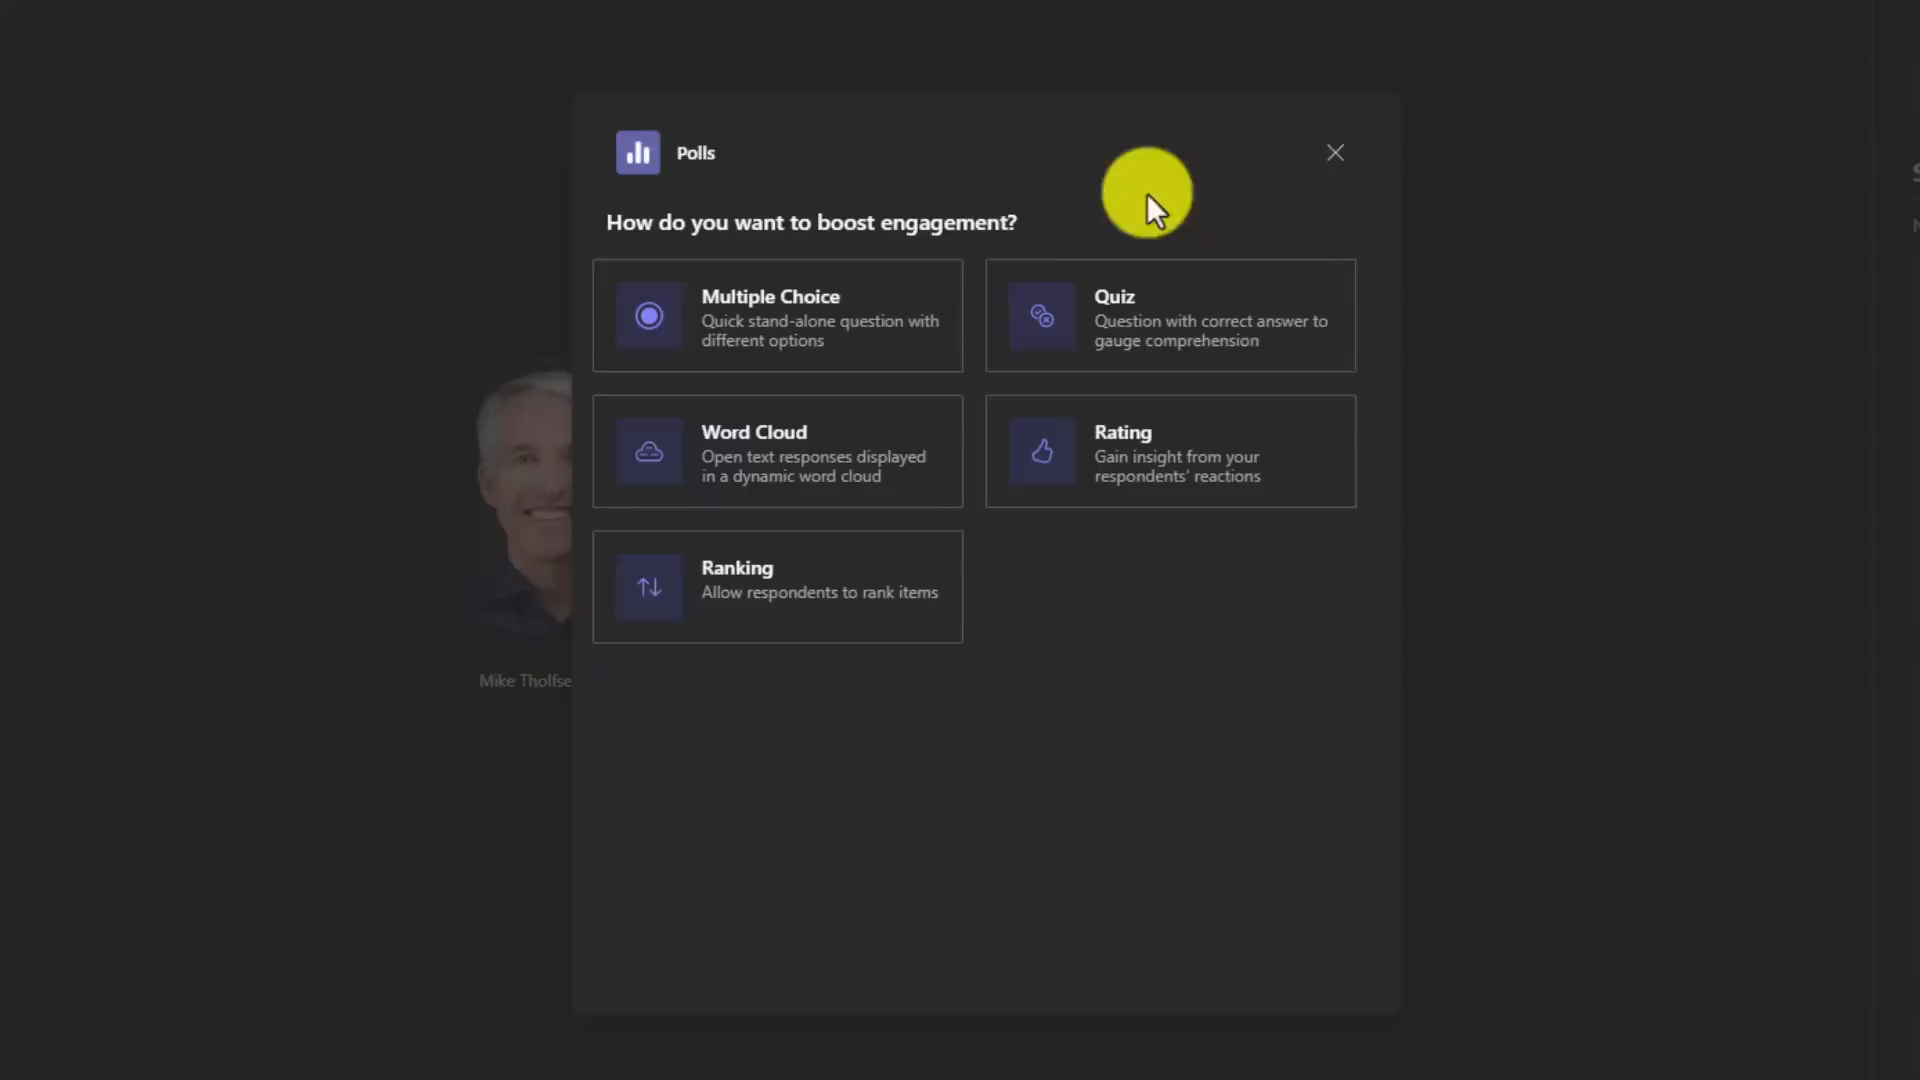 Polls
How do you want to boost engagement?
Multiple Choice
Quick stand-alone question with
different options
Quiz
Question with correct answer to
gauge comprehension
Word Cloud
Open text responses displayed
in a dynamic word cloud
Rating
Gain insight from your
respondents' reactions
Ranking
Allow respondents to rank items
Mike Tholfse